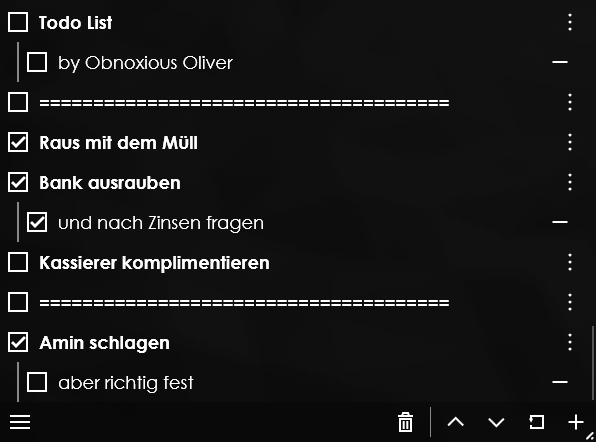 Todo List
by Obnoxious Oliver
======================================
Raus mit dem Müll
Bank ausrauben
und nach Zinsen fragen
Kassierer komplimentieren
======================================
Amin schlagen
aber richtig fest